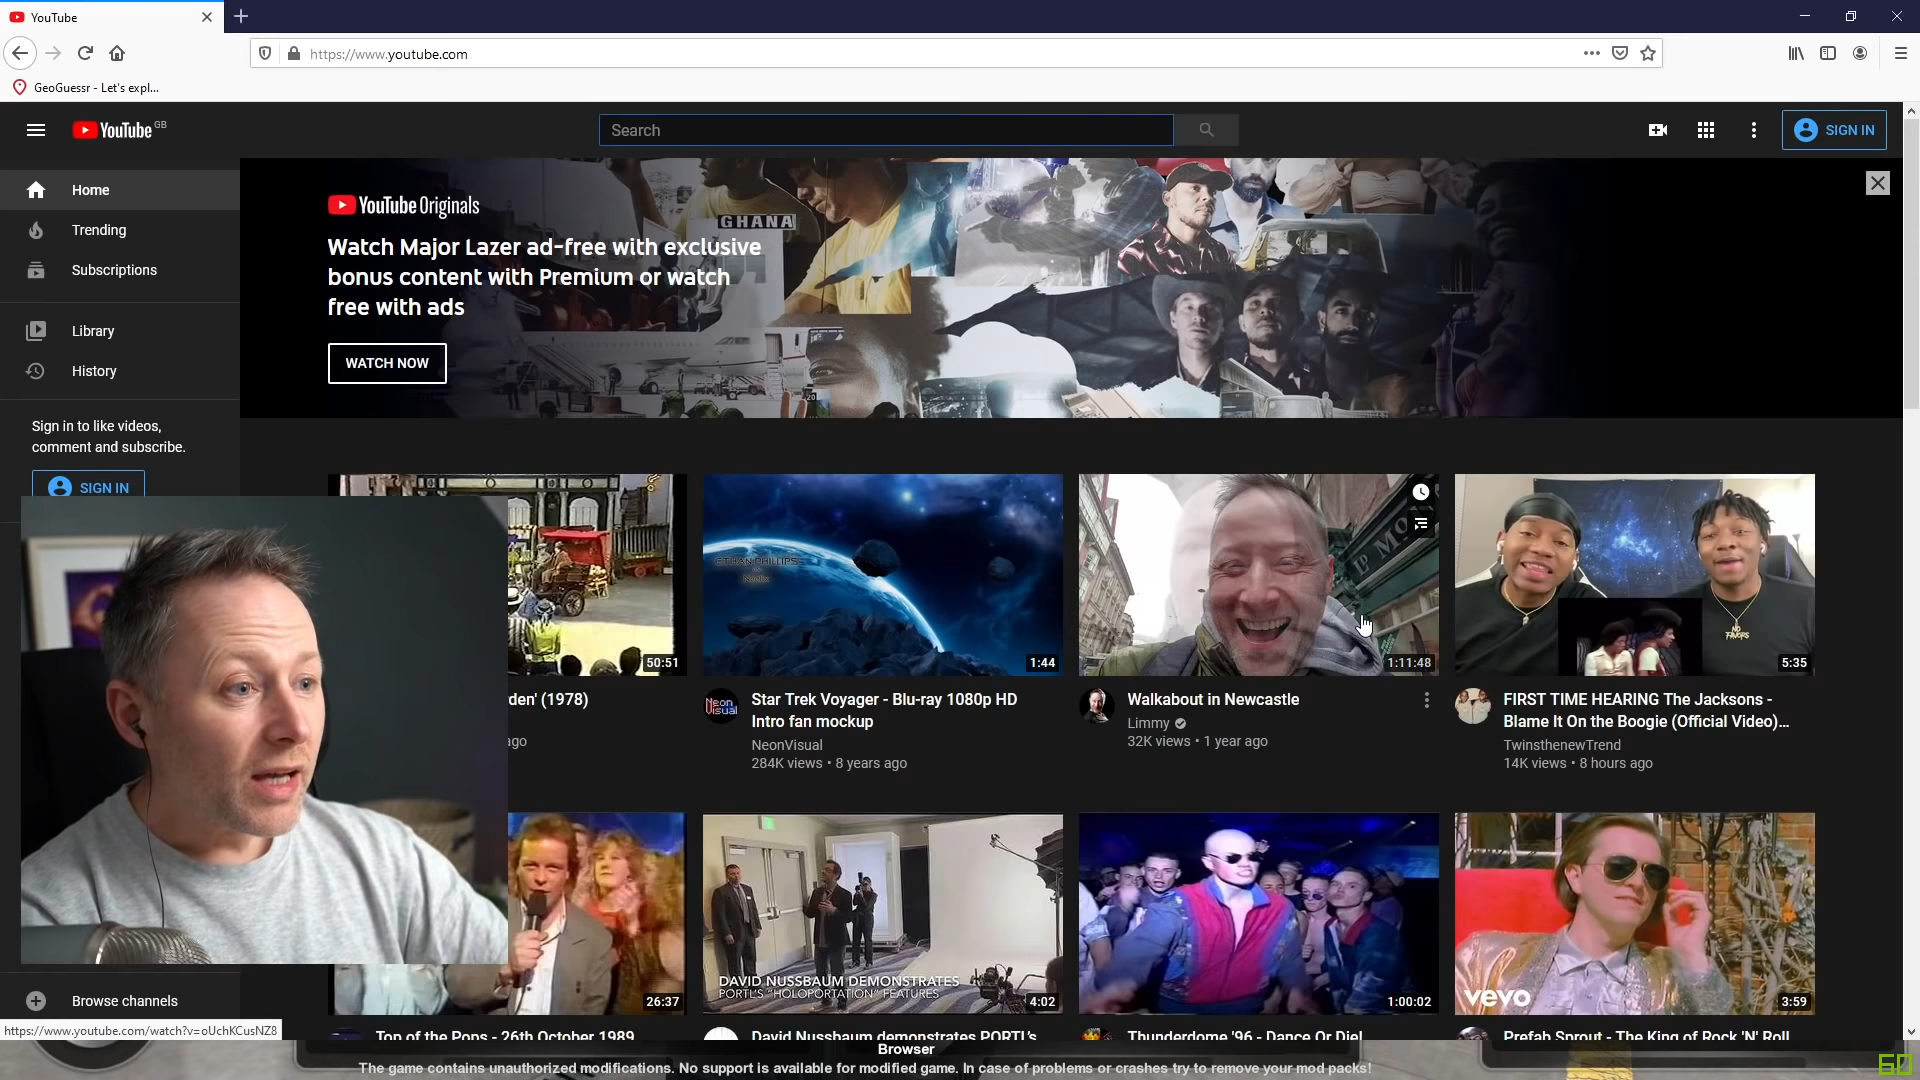 YouTube
https://www.youtube.com
GeoGuessr - Let's expl...
YouTube GB
Search
SIGN IN
Home
Trending
Subscriptions
Library
History
Sign in to like videos,
comment and subscribe.
SIGN IN
Browse channels
YouTube Originals
Watch Major Lazer ad-free with exclusive
bonus content with Premium or watch
free with ads
WATCH NOW
GHANA
50:51
den' (1978)
ago
ETHAN PHILLIPS
Neelix
1:44
Star Trek Voyager - Blu-ray 1080p HD
Intro fan mockup
NeonVisual
284K views • 8 years ago
Neon
Visual
1:11:48
Walkabout in Newcastle
Limmy
32K views • 1 year ago
NO
FAVORS
5:35
FIRST TIME HEARING The Jacksons -
Blame It On the Boogie (Official Video)...
TwinsthenewTrend
14K views • 8 hours ago
26:37
Top of the Pops - 26th October 1989
DAVID NUSSBAUM DEMONSTRATES
PORTL'S "HOLOPORTATION" FEATURES
4:02
David Nussbaum demonstrates PORTL's
1:00:02
Thunderdome '96 - Dance Or Die!
vevo
3:59
Prefab Sprout - The King of Rock 'N' Roll
https://www.youtube.com/watch?v=oUchKCusNZ8
Browser
The game contains unauthorized modifications. No support is available for modified game. In case of problems or crashes try to remove your mod packs!
60